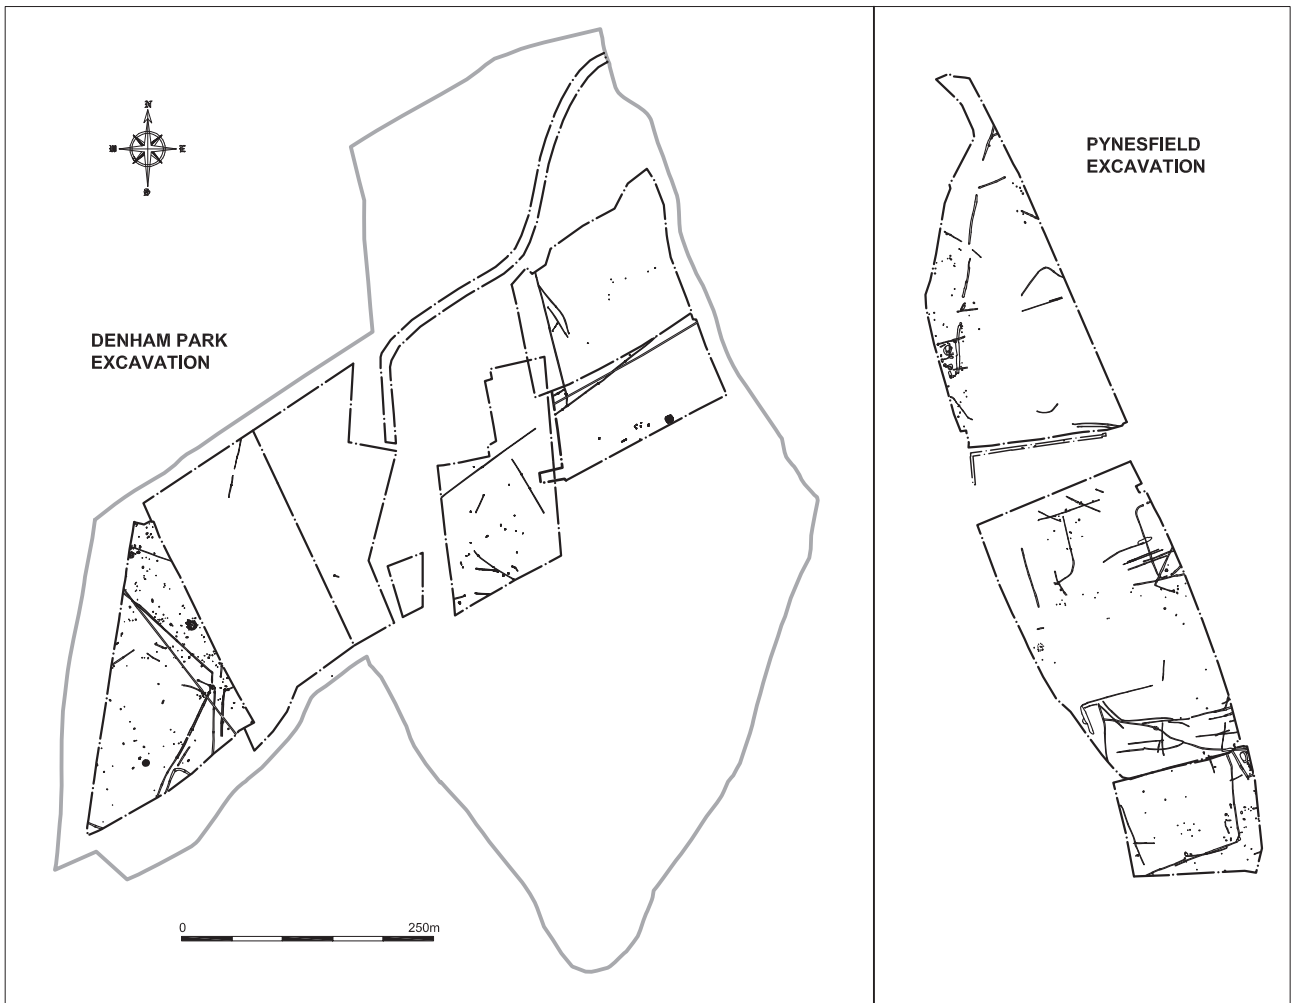 N
E
S
DENHAM PARK
EXCAVATION
0 250m
PYNESFIELD
EXCAVATION